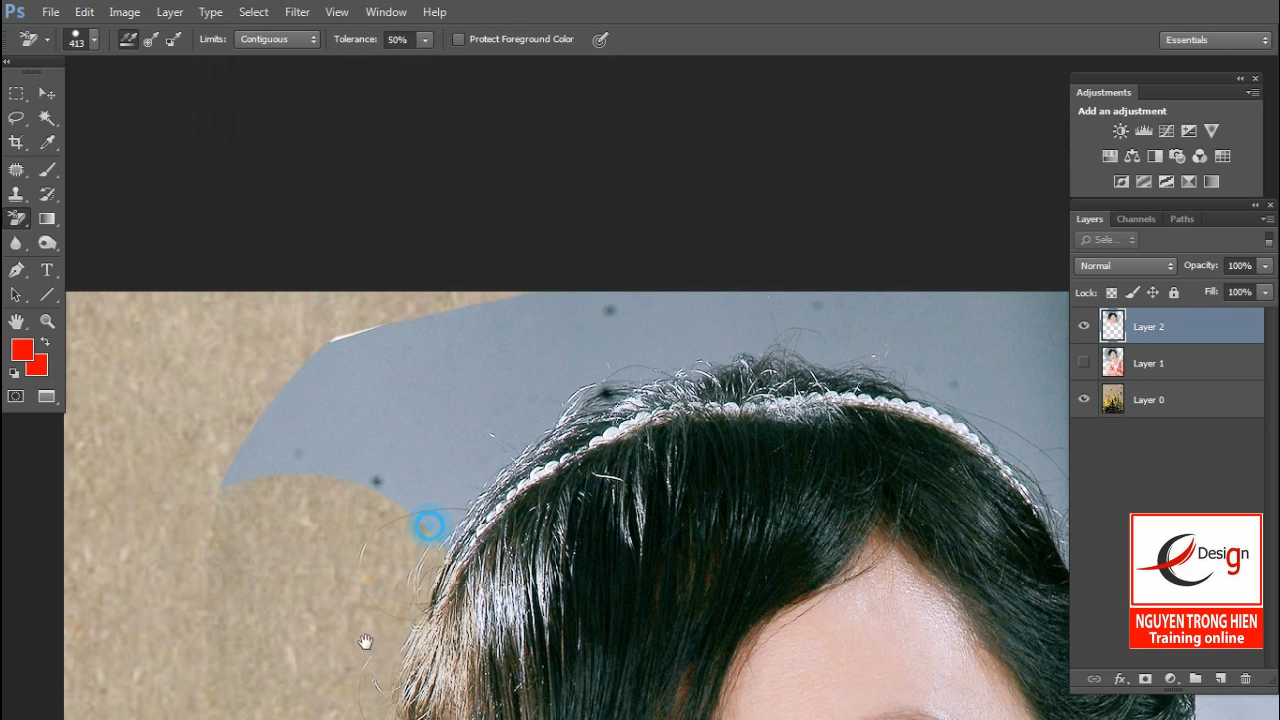 Ps File Edit Image Layer Type Select Filter View Window Help
413 Limits: Contiguous Tolerance: 50% Protect Foreground Color Essentials
Adjustments
Add an adjustment
Layers Channels Paths
Sele...
Normal Opacity: 100%
Lock: Fill: 100%
Layer 2
Layer 1
Layer 0
Design
NGUYEN TRONG HIEN
Training online
T
fx